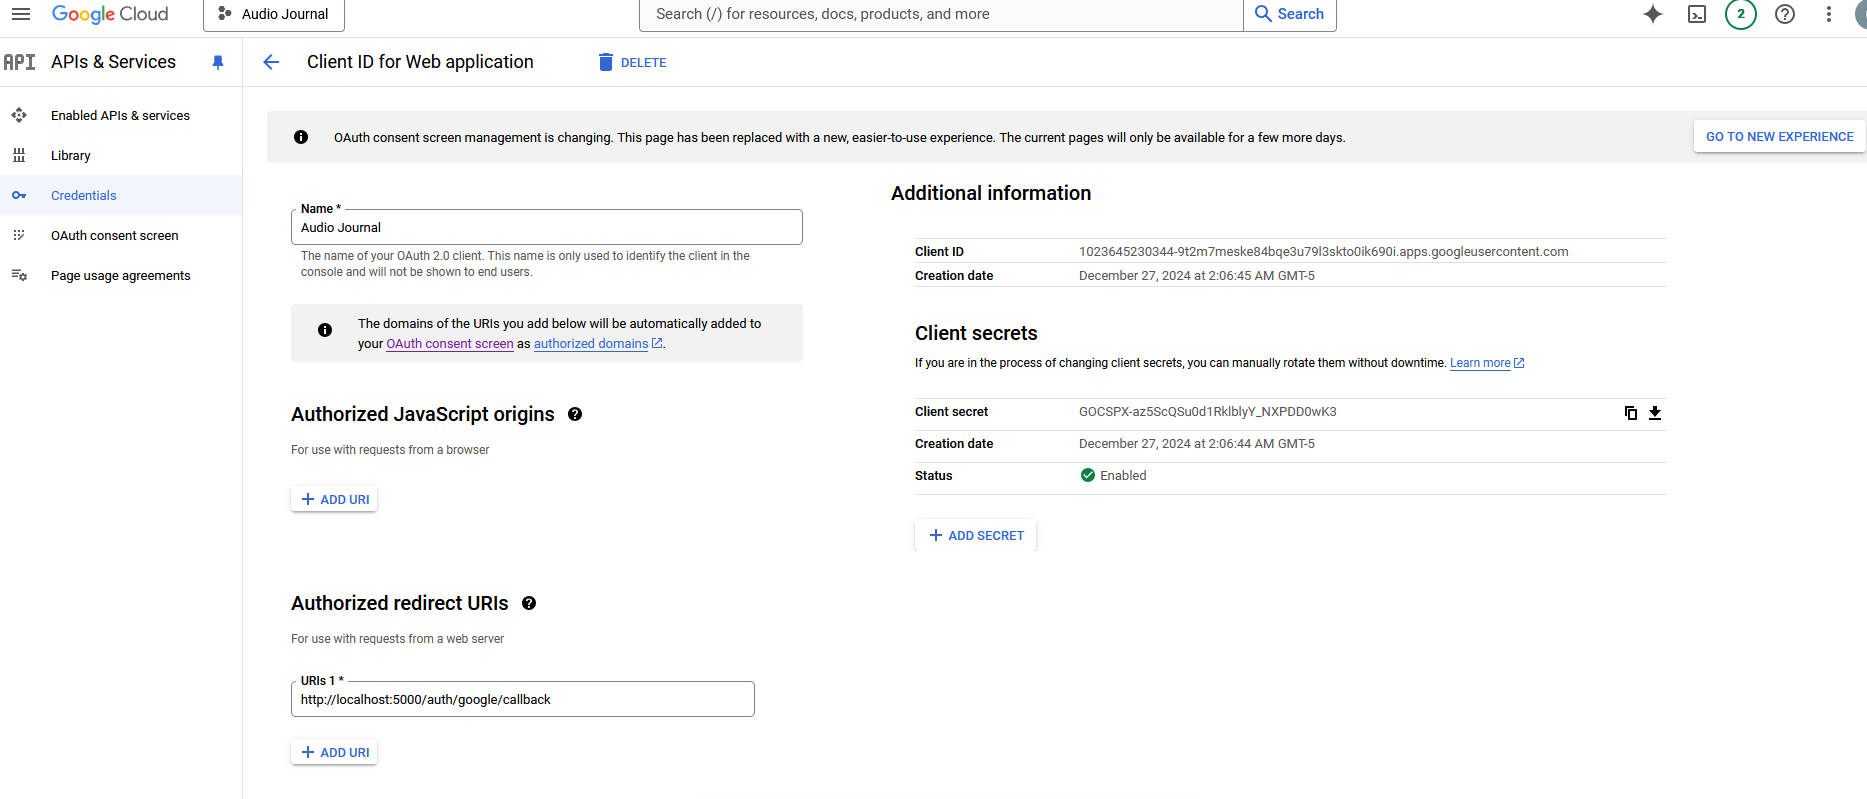 Google Cloud
Audio Journal
Search (/) for resources, docs, products, and more
Search
2
API
APIs & Services
Client ID for Web application
DELETE
Enabled APIs & services
Library
Credentials
OAuth consent screen
Page usage agreements
OAuth consent screen management is changing. This page has been replaced with a new, easier-to-use experience. The current pages will only be available for a few more days.
GO TO NEW EXPERIENCE
Name *
Audio Journal
The name of your OAuth 2.0 client. This name is only used to identify the client in the
console and will not be shown to end users.
The domains of the URIs you add below will be automatically added to
your OAuth consent screen as authorized domains.
Authorized JavaScript origins
For use with requests from a browser
ADD URI
Authorized redirect URIs
For use with requests from a web server
URIs 1 *
http://localhost:5000/auth/google/callback
ADD URI
Additional information
Client ID 1023645230344-9t2m7meske84bqe3u79l3skto0ik690i.apps.googleusercontent.com
Creation date December 27, 2024 at 2:06:45 AM GMT-5
Client secrets
If you are in the process of changing client secrets, you can manually rotate them without downtime. Learn more
Client secret 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
Creation date December 27, 2024 at 2:06:44 AM GMT-5
Status Enabled
ADD SECRET